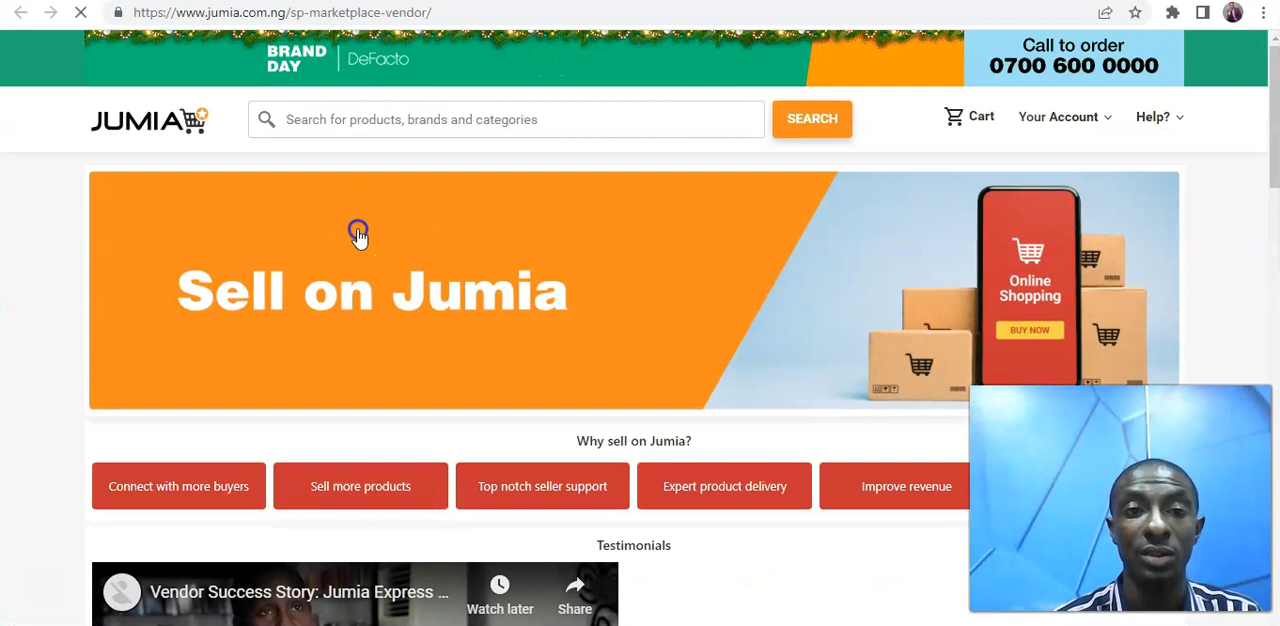 https://www.jumia.com.ng/sp-marketplace-vendor/
BRAND DAY
DeFacto
Call to order
0700 600 0000
JUMIA
Search for products, brands and categories
SEARCH
Cart
Your Account
Help?
Sell on Jumia
Online
Shopping
BUY NOW
Why sell on Jumia?
Connect with more buyers
Sell more products
Top notch seller support
Expert product delivery
Improve revenue
Testimonials
Vendor Success Story: Jumia Express ...
Watch later
Share